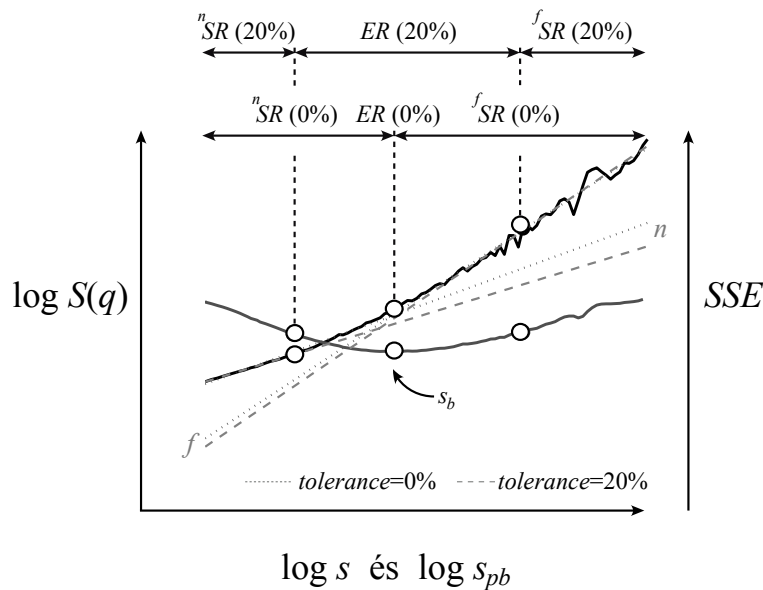 ⁿSR (20%) ER (20%) ᶠSR (20%)
ⁿSR (0%) ER (0%) ᶠSR (0%)
log S(q)
n
SSE
s_b
f
tolerance=0% tolerance=20%
log s és log s_pb